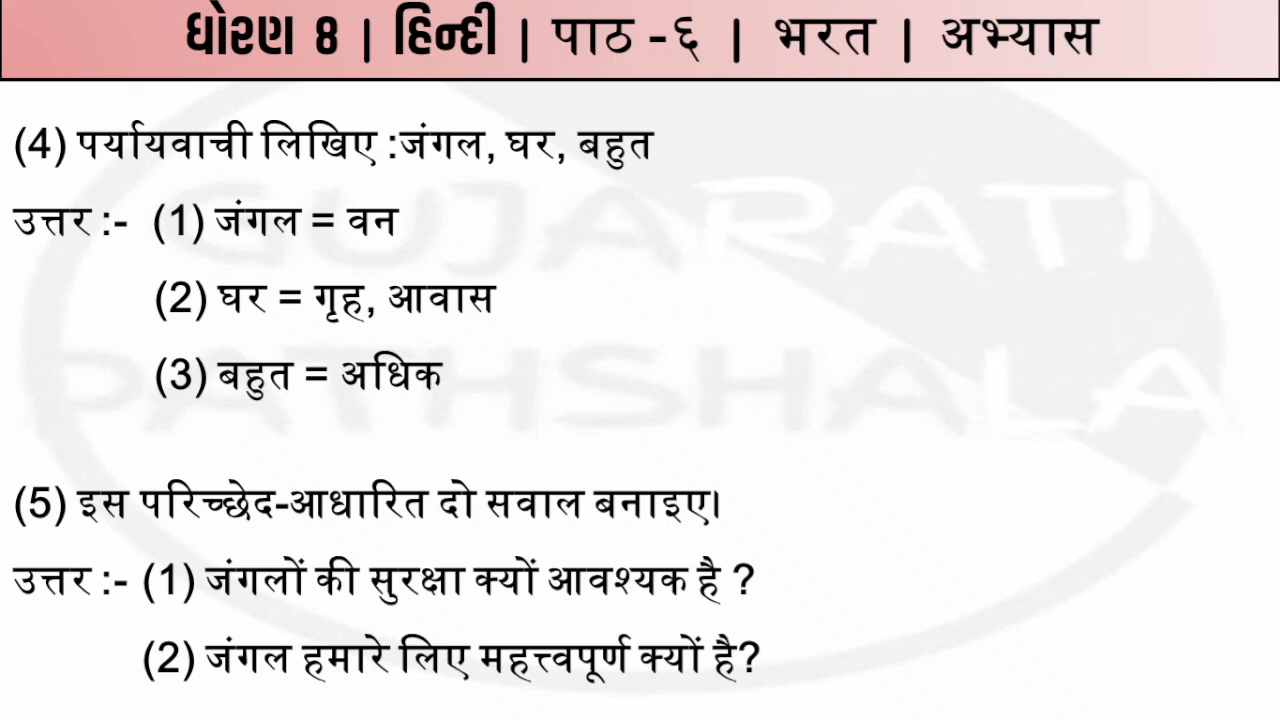 ધોરણ 8 | હિન્દી | पाठ -६ | भरत | अभ्यास
(4) पर्यायवाची लिखिए :जंगल, घर, बहुत
उत्तर :- (1) जंगल = वन
(2) घर = गृह, आवास
(3) बहुत = अधिक
(5) इस परिच्छेद-आधारित दो सवाल बनाइए।
उत्तर :- (1) जंगलों की सुरक्षा क्यों आवश्यक है ?
(2) जंगल हमारे लिए महत्त्वपूर्ण क्यों है?
GUJARATI
PATHSHALA